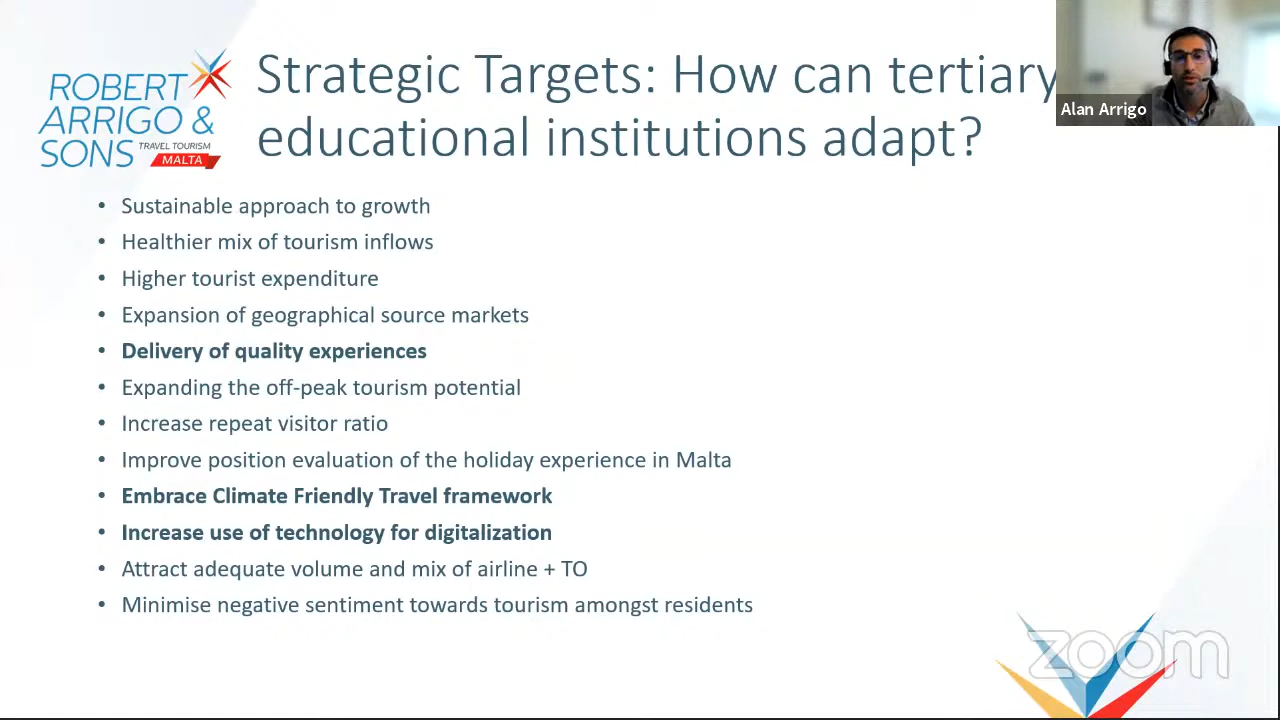 ROBERT
ARRIGO &
SONS
TRAVEL TOURISM
MALTA
Strategic Targets: How can tertiary
educational institutions adapt?
Alan Arrigo
• Sustainable approach to growth
• Healthier mix of tourism inflows
• Higher tourist expenditure
• Expansion of geographical source markets
• Delivery of quality experiences
• Expanding the off-peak tourism potential
• Increase repeat visitor ratio
• Improve position evaluation of the holiday experience in Malta
• Embrace Climate Friendly Travel framework
• Increase use of technology for digitalization
• Attract adequate volume and mix of airline + TO
• Minimise negative sentiment towards tourism amongst residents
zoom